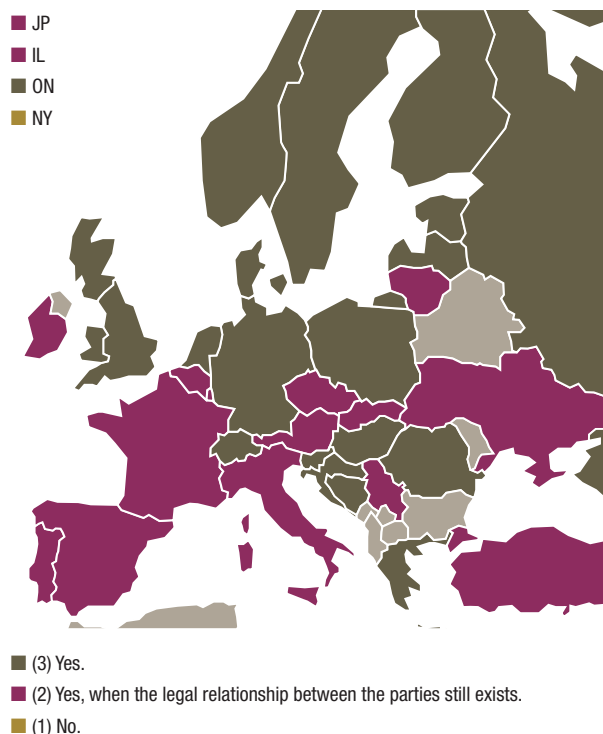 JP
IL
ON
NY
(3) Yes.
(2) Yes, when the legal relationship between the parties still exists.
(1) No.